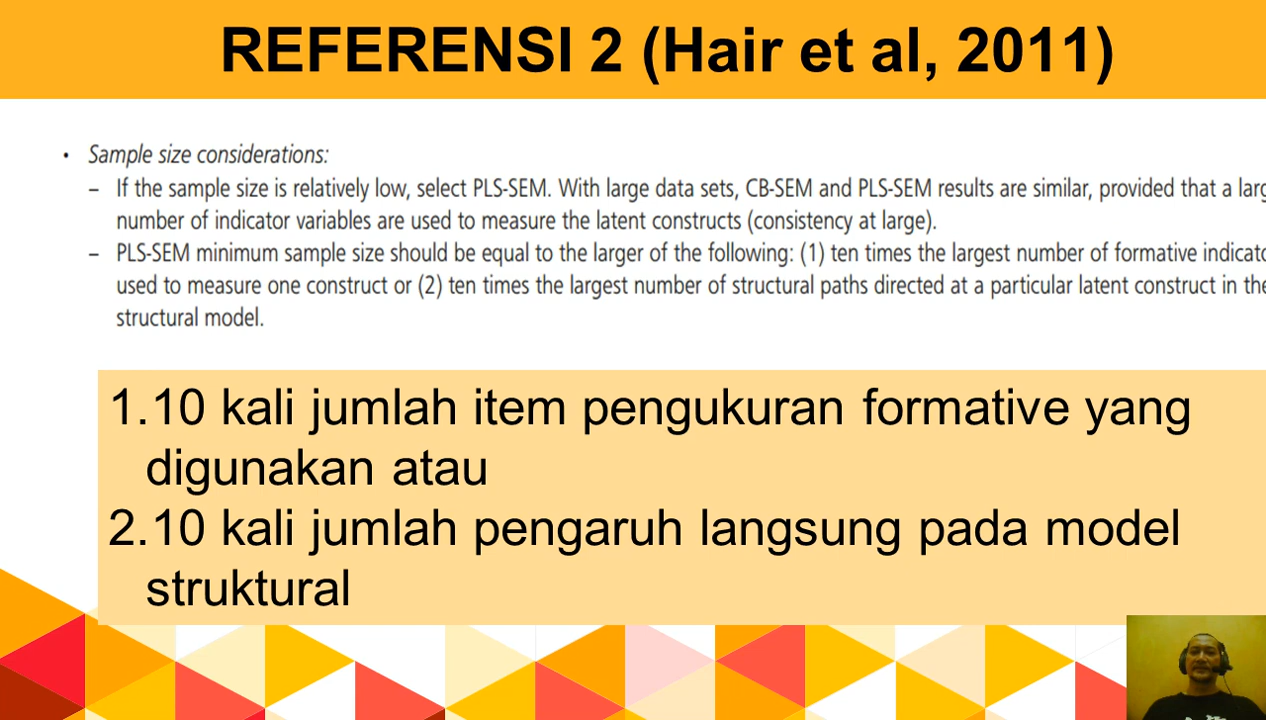 REFERENSI 2 (Hair et al, 2011)
• Sample size considerations:
– If the sample size is relatively low, select PLS-SEM. With large data sets, CB-SEM and PLS-SEM results are similar, provided that a
number of indicator variables are used to measure the latent constructs (consistency at large).
– PLS-SEM minimum sample size should be equal to the larger of the following: (1) ten times the largest number of formative
used to measure one construct or (2) ten times the largest number of structural paths directed at a particular latent construct in
structural model.
1.10 kali jumlah item pengukuran formative yang
digunakan atau
2.10 kali jumlah pengaruh langsung pada model
struktural